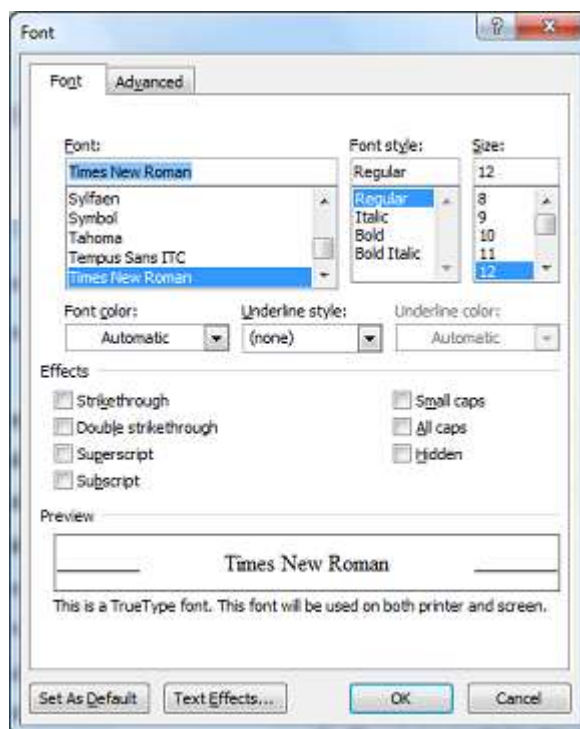 Font
Font Advanced
Font: Font style: Size:
Times New Roman Regular 12
Sylfaen Regular 8
Symbol Italic 9
Tahoma Bold 10
Tempus Sans ITC Bold Italic 11
Times New Roman 12
Font color: Underline style: Underline color:
Automatic (none) Automatic
Effects
Strikethrough Small caps
Double strikethrough All caps
Superscript Hidden
Subscript
Preview
Times New Roman
This is a TrueType font. This font will be used on both printer and screen.
Set As Default Text Effects... OK Cancel